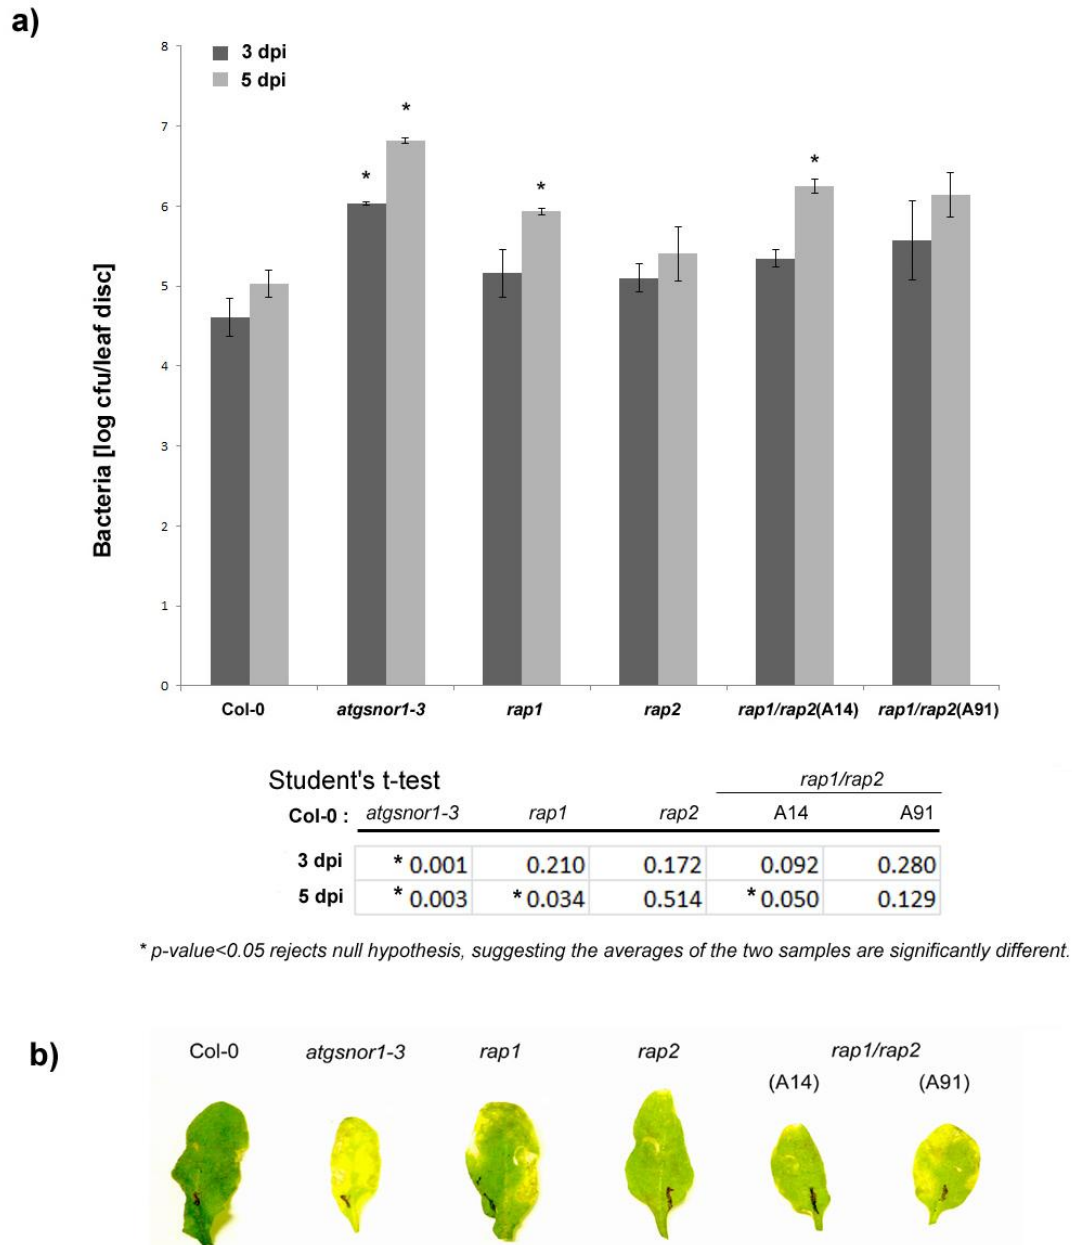 a)
8
7
6
5
4
3
2
1
0
Bacteria [log cfu/leaf disc]
3 dpi
5 dpi
* * * *
Col-0 atgsnor1-3 rap1 rap2 rap1/rap2(A14) rap1/rap2(A91)
Student's t-test rap1/rap2
Col-0 : atgsnor1-3 rap1 rap2 A14 A91
3 dpi * 0.001 0.210 0.172 0.092 0.280
5 dpi * 0.003 * 0.034 0.514 * 0.050 0.129
* p-value<0.05 rejects null hypothesis, suggesting the averages of the two samples are significantly different.
b)
Col-0 atgsnor1-3 rap1 rap2 rap1/rap2
(A14) (A91)